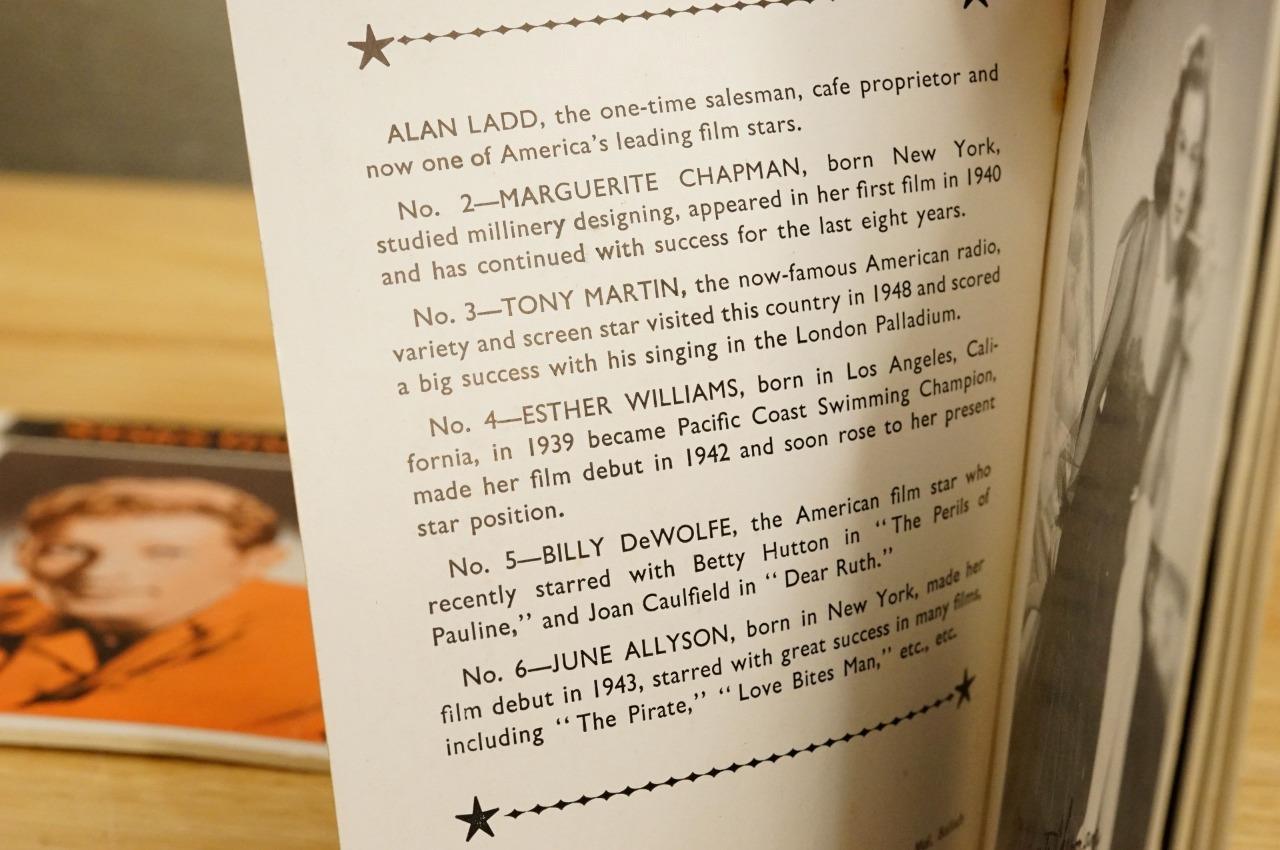 ALAN LADD, the one-time salesman, cafe proprietor and
now one of America's leading film stars.
No. 2—MARGUERITE CHAPMAN, born New York,
studied millinery designing, appeared in her first film in 1940
and has continued with success for the last eight years.
No. 3—TONY MARTIN, the now-famous American radio,
variety and screen star visited this country in 1948 and scored
a big success with his singing in the London Palladium.
No. 4—ESTHER WILLIAMS, born in Los Angeles, Cali-
fornia, in 1939 became Pacific Coast Swimming Champion,
made her film debut in 1942 and soon rose to her present
star position.
No. 5—BILLY DeWOLFE, the American film star who
recently starred with Betty Hutton in “The Perils of
Pauline,” and Joan Caulfield in “Dear Ruth.”
No. 6—JUNE ALLYSON, born in New York, made her
film debut in 1943, starred with great success in many films,
including “The Pirate,” “Love Bites Man,” etc., etc.